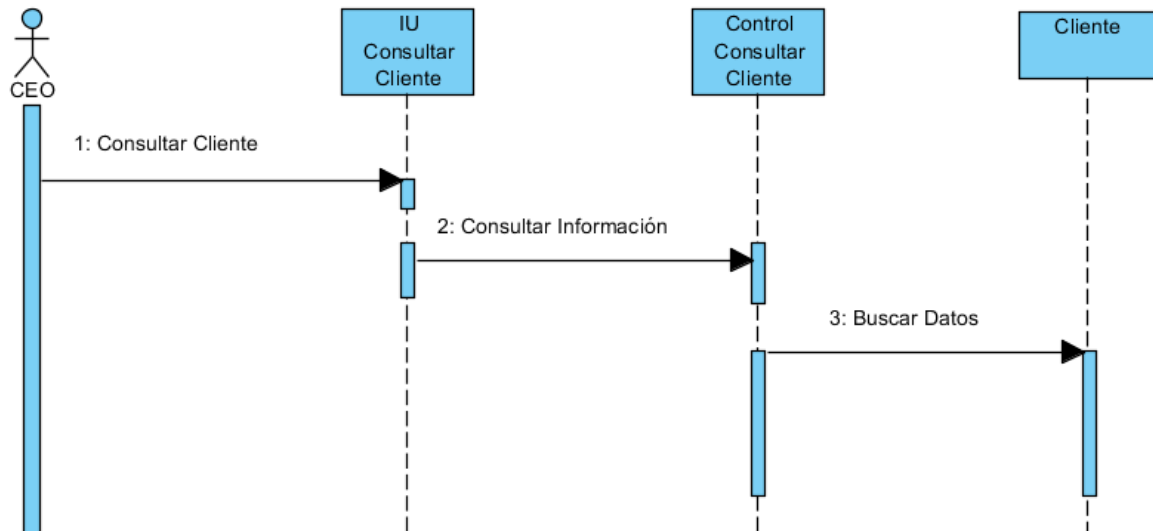 CEO
IU
Consultar
Cliente
Control
Consultar
Cliente
Cliente
1: Consultar Cliente
2: Consultar Información
3: Buscar Datos